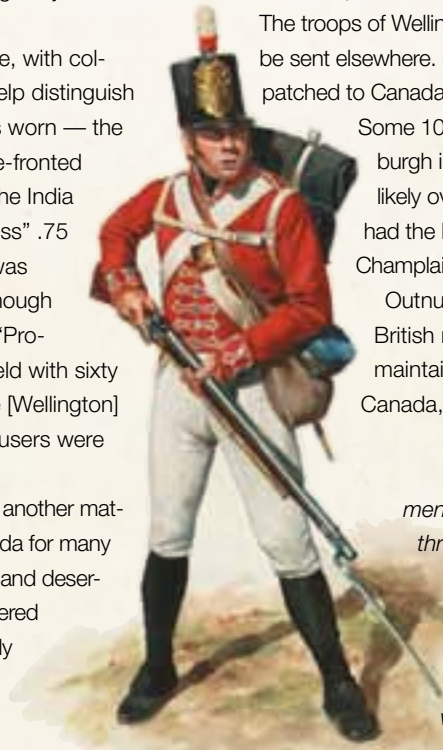 e, with col-
elp distinguish
s worn — the
e-fronted
he India
ss” .75
was
hough
“Pro-
eld with sixty
e [Wellington]
users were
another mat-
da for many
and deser-
ered
ly
The troops of Wellin
be sent elsewhere.
patched to Canada
Some 10
burgh i
likely ov
had the
Champlai
Outnu
British
maintai
Canada,
men
thr